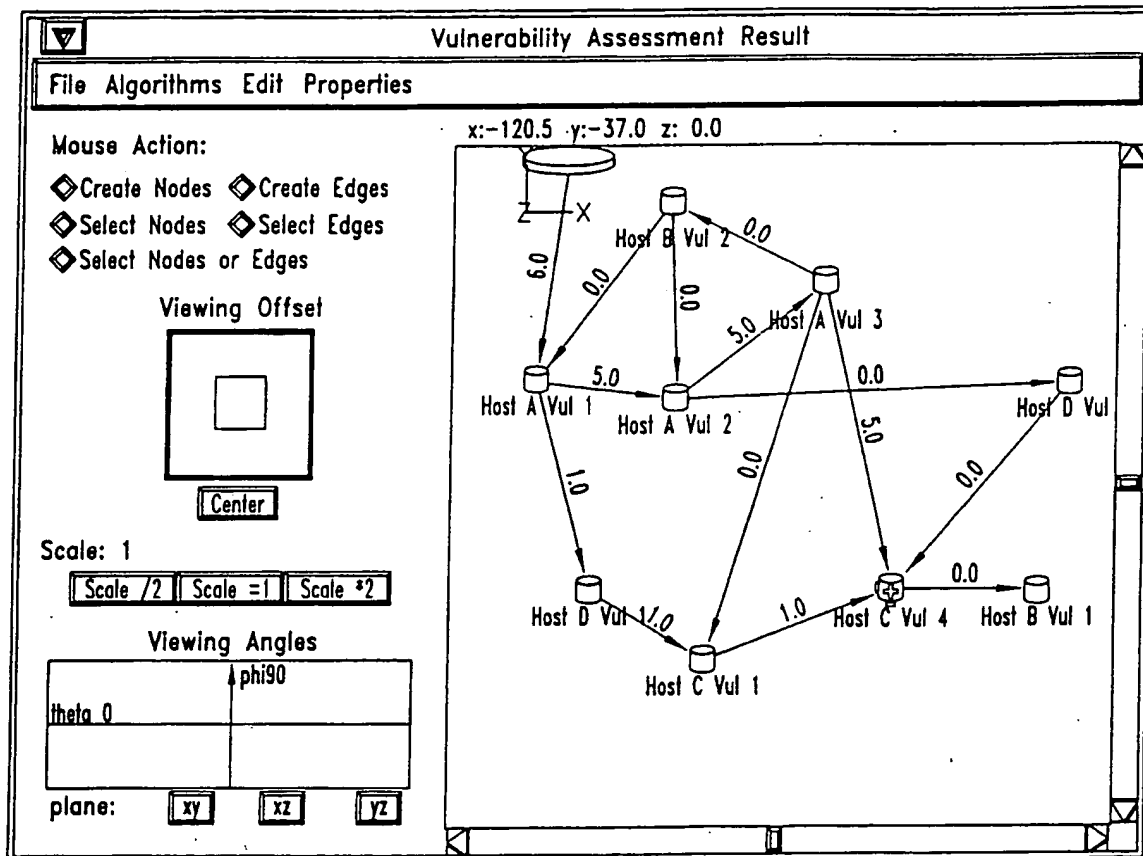 Vulnerability Assessment Result
File Algorithms Edit Properties
x:-120.5 y:-37.0 z: 0.0
Mouse Action:
Create Nodes Create Edges
Select Nodes Select Edges
Select Nodes or Edges
Viewing Offset
Center
Scale: 1
Scale /2 Scale =1 Scale *2
Viewing Angles
phi90
theta 0
plane: xy xz yz
Y
Z X
Host B Vul 2
0.0
6.0
0.0
0.0
Host A Vul 3
5.0
5.0
0.0
Host A Vul 1
Host A Vul 2
Host D Vul
5.0
0.0
0.0
1.0
Host D Vul 1
1.0
Host C Vul 1
1.0
Host C Vul 4
0.0
Host B Vul 1